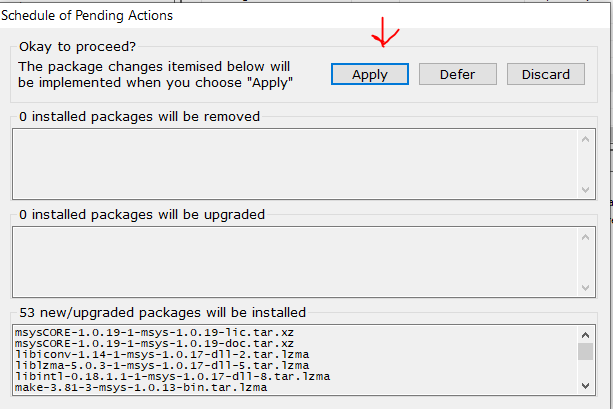 Schedule of Pending Actions
Okay to proceed?
The package changes itemised below will
be implemented when you choose "Apply"
Apply
Defer
Discard
0 installed packages will be removed
0 installed packages will be upgraded
53 new/upgraded packages will be installed
msysCORE-1.0.19-1-msys-1.0.19-lic.tar.xz
msysCORE-1.0.19-1-msys-1.0.19-doc.tar.xz
libiconv-1.14-1-msys-1.0.17-dll-2.tar.lzma
liblzma-5.0.3-1-msys-1.0.17-dll-5.tar.lzma
libintl-0.18.1.1-1-msys-1.0.17-dll-8.tar.lzma
make-3.81-3-msys-1.0.13-bin.tar.lzma